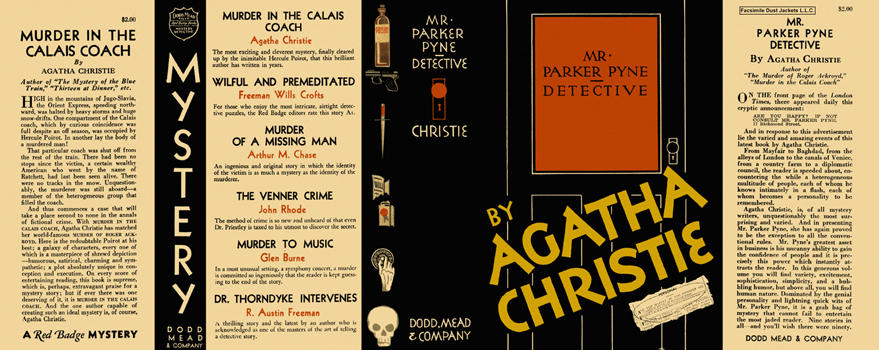 $2.00
MURDER IN THE
CALAIS COACH
By
AGATHA CHRISTIE
Author of "The Mystery of the Blue
Train," "Thirteen at Dinner," etc.
HIGH in the mountains of Jugo-Slavia,
the Orient Express, speeding north-
ward, was halted by heavy storms and huge
snow-drifts. One compartment of the Calais
coach, which by curious coincidence was
full despite an off season, was occupied by
Hercule Poirot. In another lay the body of
a murdered man!
That particular coach was shut off from
the rest of the train. There had been no
stops since the victim, a certain wealthy
American who went by the name of
Ratchett, had last been seen alive. There
were no tracks in the snow. Unquestion-
ably, the murderer was still aboard—a
member of the heterogeneous group that
filled the coach.
And thus commences a case that will
take a place second to none in the annals
of fictional crime. With MURDER IN THE
CALAIS COACH, Agatha Christie has matched
her world-famous MURDER OF ROGER ACK-
ROYD. Here is the redoubtable Poirot at his
best; a galaxy of characters, every one of
which is a masterpiece of shrewd depiction
—humorous, satirical, charming and sym-
pathetic; a plot absolutely unique in con-
ception and execution. On every score of
entertaining reading, this book is supreme,
which is, perhaps, extravagant praise for a
mystery story; but if ever there was one
deserving of it, it is MURDER IN THE CALAIS
COACH. And the one author capable of
creating such an ideal mystery is, of course,
Agatha Christie.
A Red Badge MYSTERY
DODD MEAD
Red Badge Books
MYSTERY
DODD
MEAD
& COMPANY
MURDER IN THE CALAIS
COACH
Agatha Christie
The most exciting and cleverest mystery, finally cleared
up by the inimitable Hercule Poirot, that this brilliant
author has written in years.
WILFUL AND PREMEDITATED
Freeman Wills Crofts
For those who enjoy the most intricate, airtight detec-
tive puzzles, the Red Badge editors rate this story A1.
MURDER
OF A MISSING MAN
Arthur M. Chase
An ingenious and original story in which the identity
of the victim is as much a mystery as the identity of the
murderer.
THE VENNER CRIME
John Rhode
The method of crime is so new and unheard of that even
Dr. Priestley is taxed to his utmost to discover the secret.
MURDER TO MUSIC
Glen Burne
In a most unusual setting, a symphony concert, a murder
is committed so ingeniously that the reader is kept guess-
ing to the end of the story.
DR. THORNDYKE INTERVENES
R. Austin Freeman
A thrilling story and the latest by an author who is
acknowledged as one of the masters of the art of telling
a detective story.
MR·
PARKER
PYNE
DETECTIVE
CHRISTIE
DODD, MEAD
& COMPANY
MR·
PARKER PYNE
DETECTIVE
BY
AGATHA
CHRISTIE
Facsimile Dust Jackets L.L.C.
$2.00
MR.
PARKER PYNE
DETECTIVE
By AGATHA CHRISTIE
Author of
"The Murder of Roger Ackroyd,"
"Murder in the Calais Coach"
ON THE front page of the London
Times, there appeared daily this
cryptic announcement:
ARE YOU HAPPY? IF NOT
CONSULT MR. PARKER PYNE,
17 Richmond Street.
And in response to this advertisement
lie the varied and amazing events of this
latest book by Agatha Christie.
From Mayfair to Baghdad, from the
alleys of London to the canals of Venice,
from a country farm to a diplomatic
council, the reader is speeded about, en-
countering the while a heterogeneous
multitude of people, each of whom he
knows intimately in a flash, each of
whom becomes a personality to be
remembered.
Agatha Christie, is, of all mystery
writers, unquestionably the most sur-
prising and varied. And in presenting
Mr. Parker Pyne, she has again proved
to be the exception to all the conven-
tional rules. Mr. Pyne's greatest asset
in business is his uncanny ability to gain
the confidence of people and it is pre-
cisely this power which instantly at-
tracts the reader. In this generous vol-
ume you will find variety, excitement,
sophistication, simplicity, and a bub-
bling humor, but above all, you will find
human nature. Dominated by the genial
personality and lightning quick wits of
Mr. Parker Pyne, it is a grab bag of
mystery that cannot fail to entertain
the most jaded reader. Nine stories in
all—and you'll wish there were ninety.
DODD MEAD & COMPANY